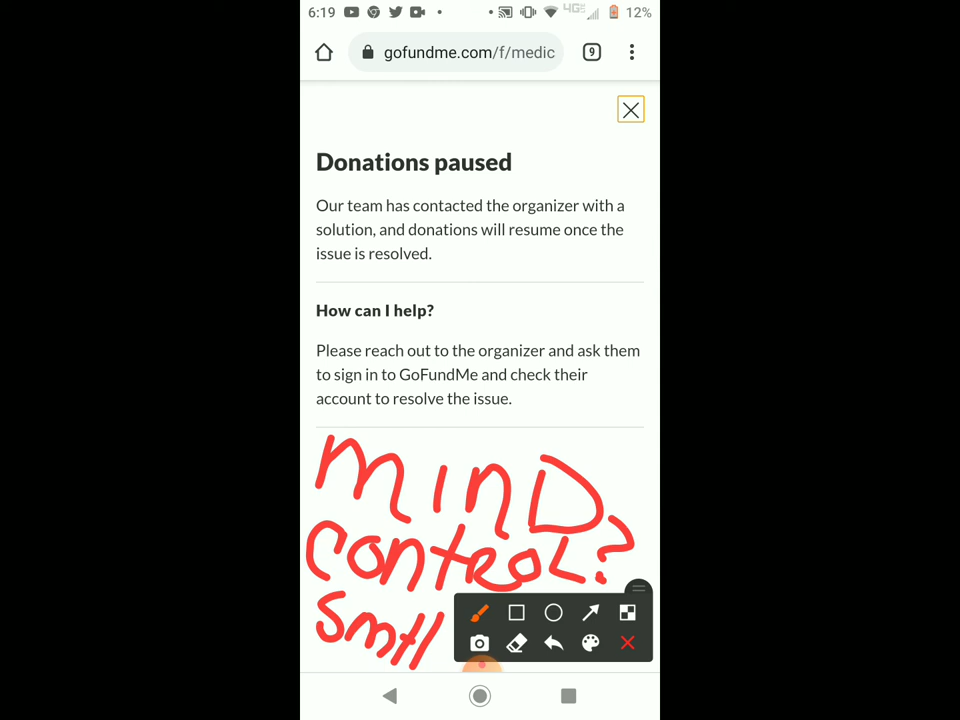 6:19 12%
gofundme.com/f/medic 9
Donations paused
Our team has contacted the organizer with a
solution, and donations will resume once the
issue is resolved.
How can I help?
Please reach out to the organizer and ask them
to sign in to GoFundMe and check their
account to resolve the issue.
MinD
control?